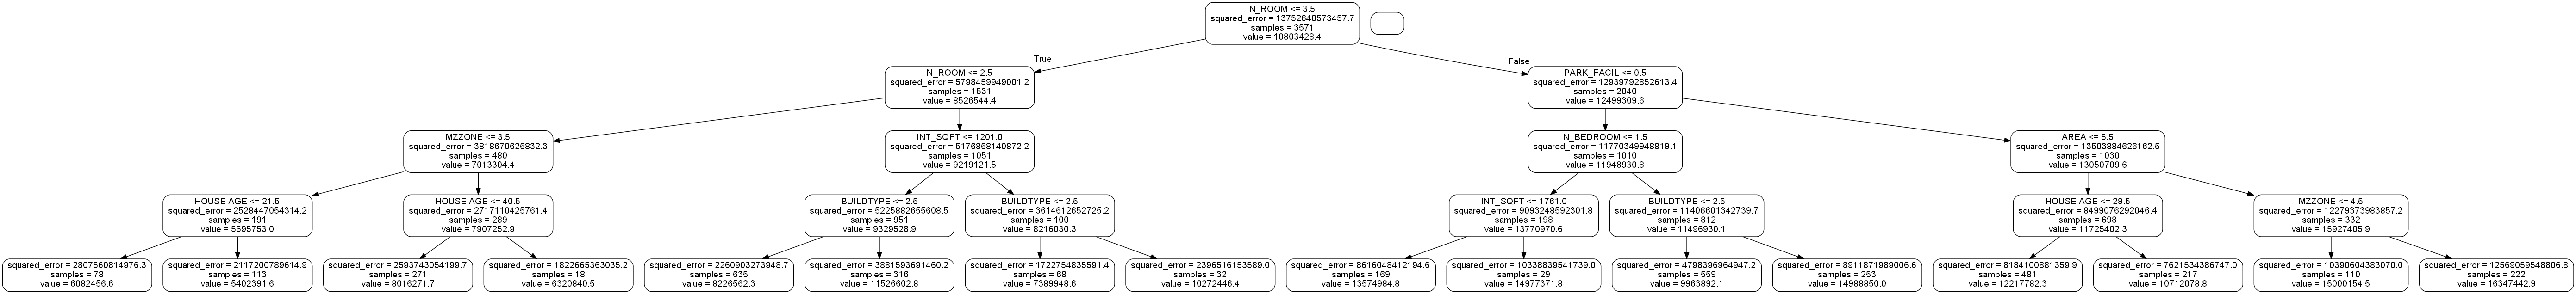 N_ROOM <= 3.5
squared_error = 13752648573457.7
samples = 3571
value = 10803428.4
True
False
N_ROOM <= 2.5
squared_error = 5798459949001.2
samples = 1531
value = 8526544.4
PARK_FACIL <= 0.5
squared_error = 12939792852613.4
samples = 2040
value = 12499309.6
MZZONE <= 3.5
squared_error = 3818670626832.3
samples = 480
value = 7013304.4
INT_SQFT <= 1201.0
squared_error = 5176868140872.2
samples = 1051
value = 9219121.5
N_BEDROOM <= 1.5
squared_error = 11770349948819.1
samples = 1010
value = 11948930.8
AREA <= 5.5
squared_error = 13503884626162.5
samples = 1030
value = 13050709.6
HOUSE AGE <= 21.5
squared_error = 2528447054314.2
samples = 191
value = 5695753.0
HOUSE AGE <= 40.5
squared_error = 2717110425761.4
samples = 289
value = 7907252.9
BUILDTYPE <= 2.5
squared_error = 5225882655608.5
samples = 951
value = 9329528.9
BUILDTYPE <= 2.5
squared_error = 3614612652725.2
samples = 100
value = 8216030.3
INT_SQFT <= 1761.0
squared_error = 9093248592301.8
samples = 198
value = 13770970.6
BUILDTYPE <= 2.5
squared_error = 11406601342739.7
samples = 812
value = 11496930.1
HOUSE AGE <= 29.5
squared_error = 8499076292046.4
samples = 698
value = 11725402.3
MZZONE <= 4.5
squared_error = 12279373983857.2
samples = 332
value = 15927405.9
squared_error = 2807560814976.3
samples = 78
value = 6082456.6
squared_error = 2117200789614.9
samples = 113
value = 5402391.6
squared_error = 2593743054199.7
samples = 271
value = 8016271.7
squared_error = 1822665363035.2
samples = 18
value = 6320840.5
squared_error = 2260903273948.7
samples = 635
value = 8226562.3
squared_error = 3881593691460.2
samples = 316
value = 11526602.8
squared_error = 1722754835591.4
samples = 68
value = 7389948.6
squared_error = 2396516153589.0
samples = 32
value = 10272446.4
squared_error = 8616048412194.6
samples = 169
value = 13574984.8
squared_error = 10338839541739.0
samples = 29
value = 14977371.8
squared_error = 4798396964947.2
samples = 559
value = 9963892.1
squared_error = 8911871989006.6
samples = 253
value = 14988850.0
squared_error = 8184100881359.9
samples = 481
value = 12217782.3
squared_error = 7621534386747.0
samples = 217
value = 10712078.8
squared_error = 10390604383070.0
samples = 110
value = 15000154.5
squared_error = 12569059548806.8
samples = 222
value = 16347442.9